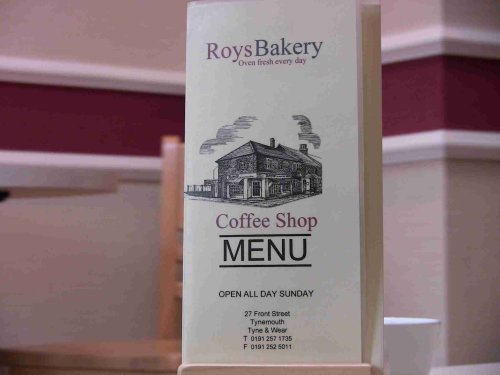 RoysBakery
Oven fresh every day
Coffee Shop
MENU
OPEN ALL DAY SUNDAY
27 Front Street
Tynemouth
Tyne & Wear
T 0191 257 1735
F 0191 252 5011